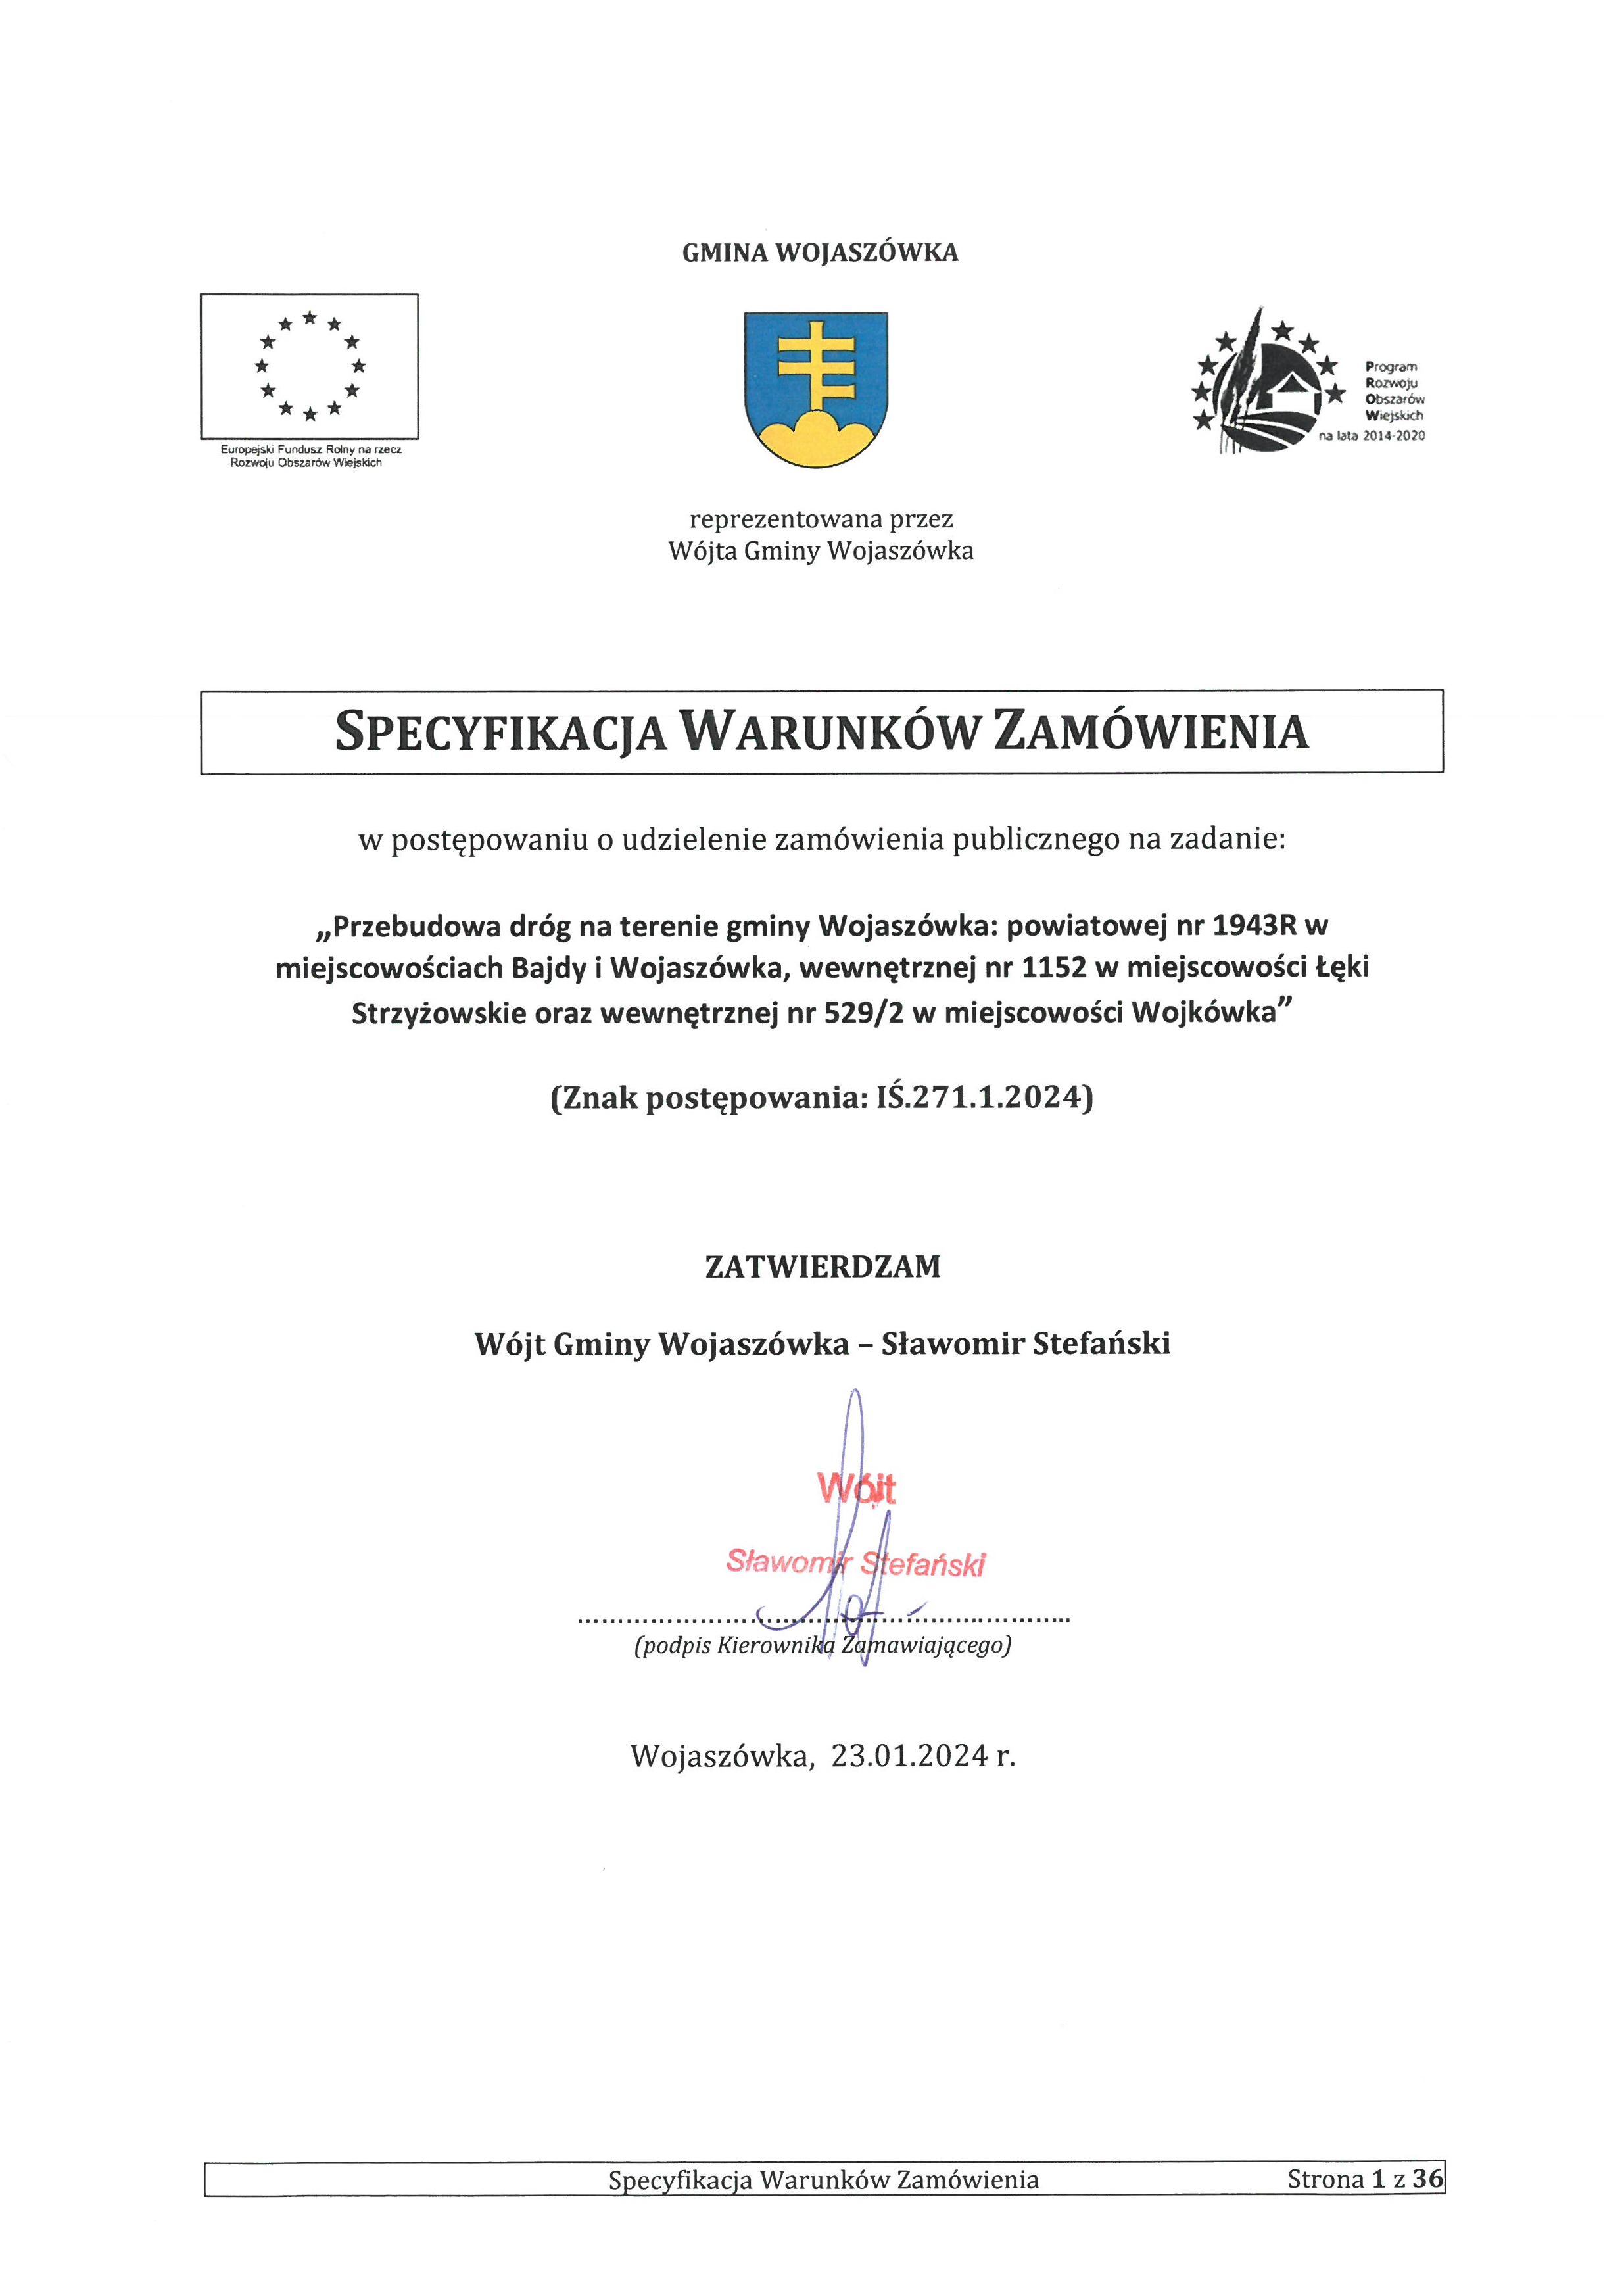 GMINA WOJASZÓWKA
Europejski Fundusz Rolny na rzecz
Rozwoju Obszarów Wiejskich
Program
Rozwoju
Obszarów
Wiejskich
na lata 2014-2020
reprezentowana przez
Wójta Gminy Wojaszówka
SPECYFIKACJA WARUNKÓW ZAMÓWIENIA
w postępowaniu o udzielenie zamówienia publicznego na zadanie:
„Przebudowa dróg na terenie gminy Wojaszówka: powiatowej nr 1943R w
miejscowościach Bajdy i Wojaszówka, wewnętrznej nr 1152 w miejscowości Łęki
Strzyżowskie oraz wewnętrznej nr 529/2 w miejscowości Wojkówka”
(Znak postępowania: IŚ.271.1.2024)
ZATWIERDZAM
Wójt Gminy Wojaszówka – Sławomir Stefański
Wójt
Sławomir Stefański
(podpis Kierownika Zamawiającego)
Wojaszówka, 23.01.2024 r.
Specyfikacja Warunków Zamówienia Strona 1 z 36